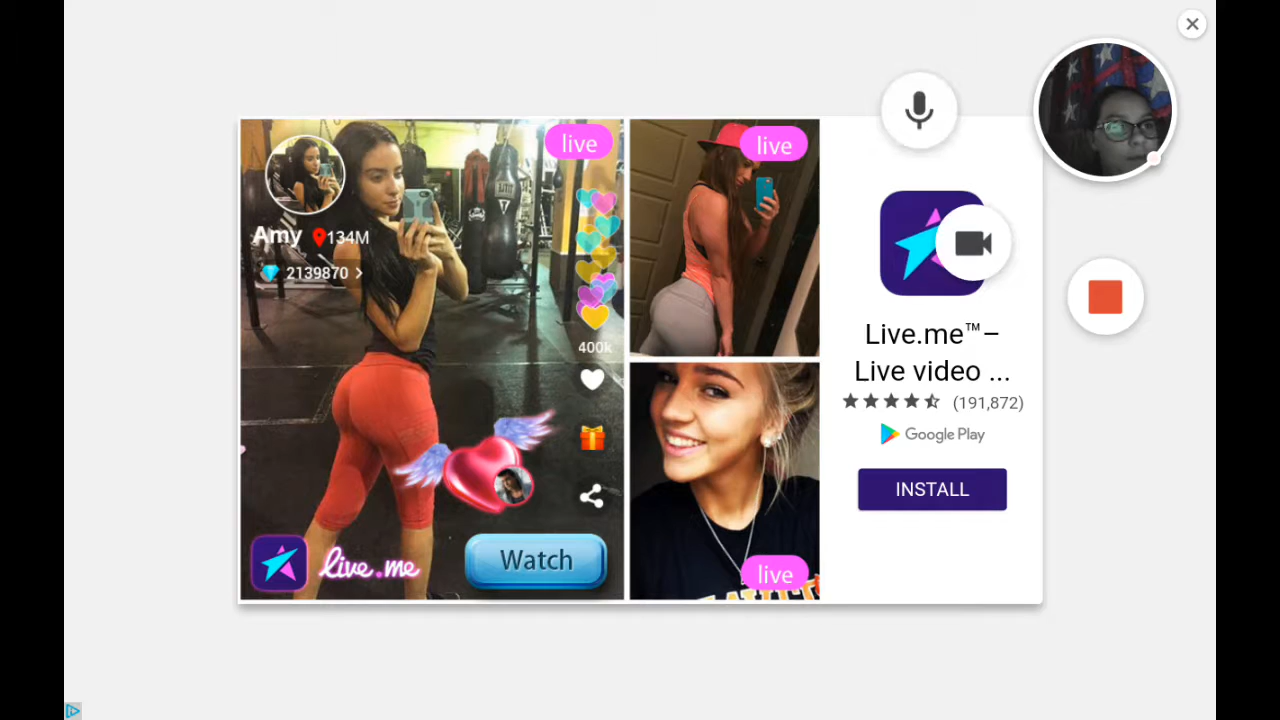 live
Amy 134M
2139870 >
400k
live.me
Watch
live
live
Live.me™–
Live video ...
(191,872)
Google Play
INSTALL